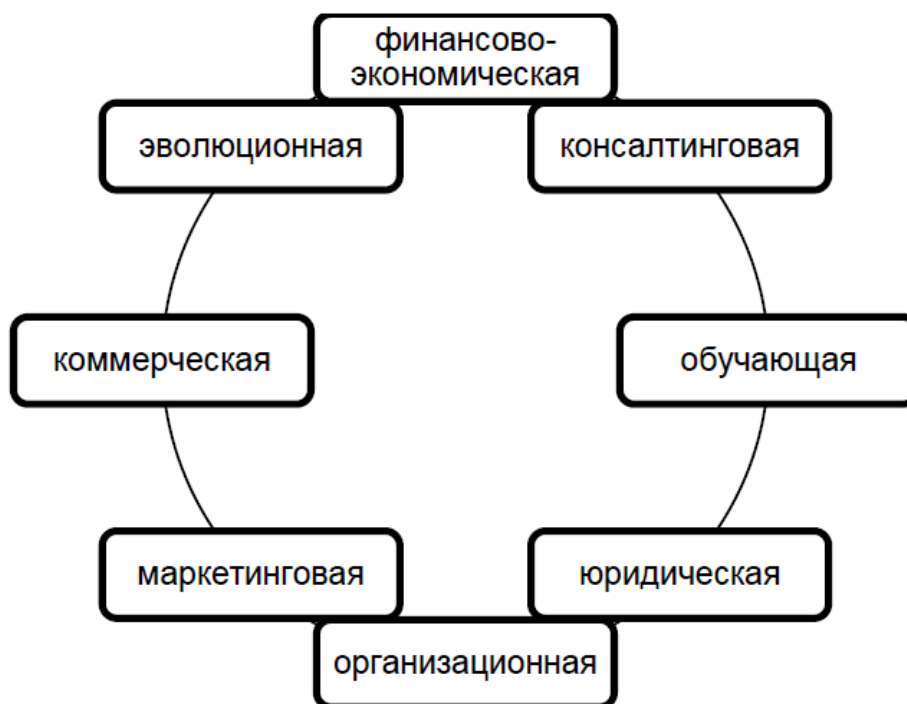 финансово-
экономическая
эволюционная
консалтинговая
коммерческая
обучающая
маркетинговая
юридическая
организационная